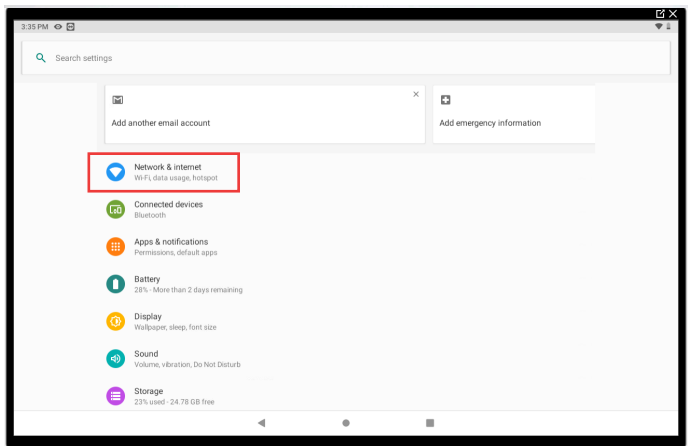 3:35 PM
Search settings
Add another email account
Add emergency information
Network & internet
Wi-Fi, data usage, hotspot
Connected devices
Bluetooth
Apps & notifications
Permissions, default apps
Battery
28% - More than 2 days remaining
Display
Wallpaper, sleep, font size
Sound
Volume, vibration, Do Not Disturb
Storage
23% used - 24.78 GB free